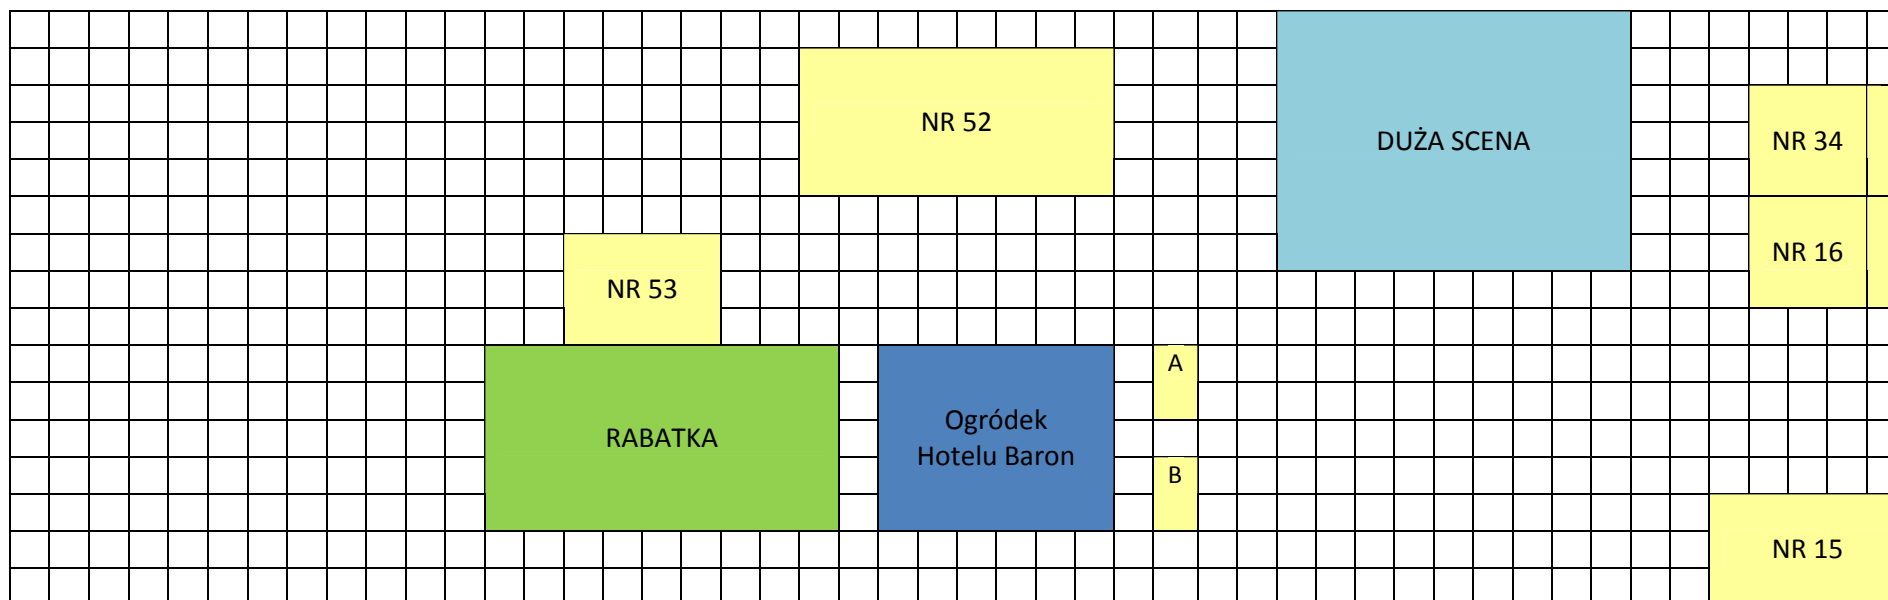 NR 52
DUŻA SCENA
NR 34
NR 16
NR 53
A
RABATKA
Ogródek
Hotelu Baron
B
NR 15